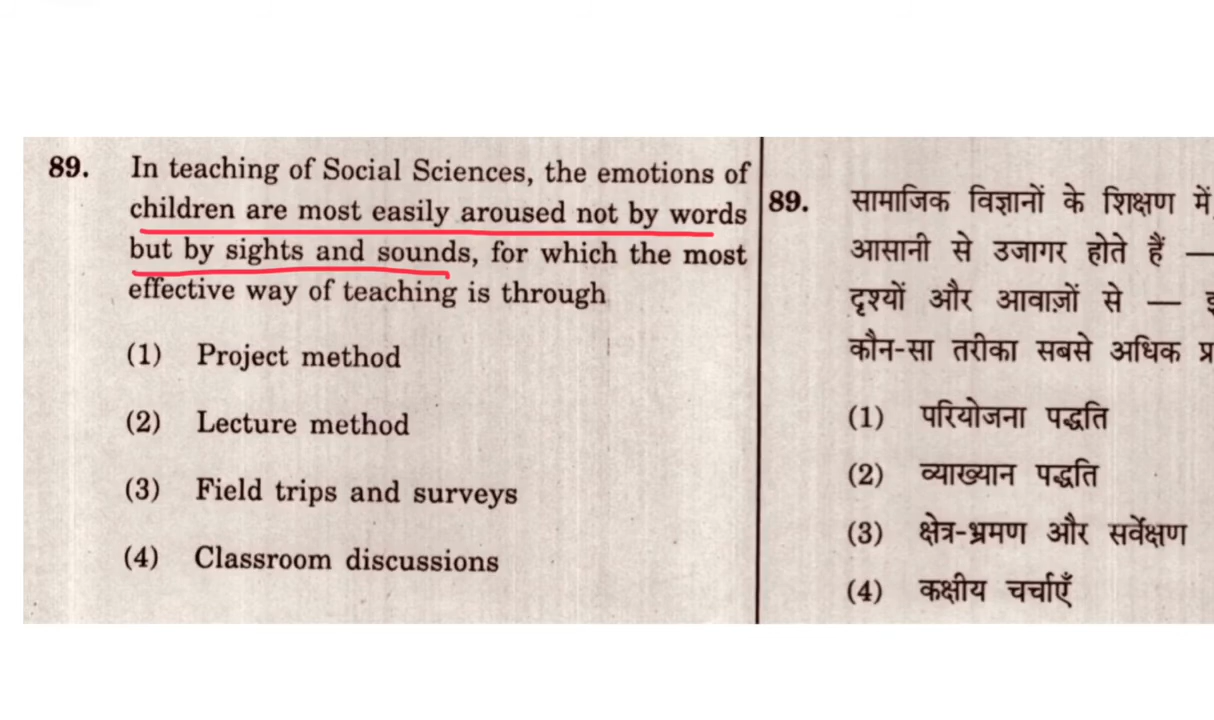 89. In teaching of Social Sciences, the emotions of
children are most easily aroused not by words
but by sights and sounds, for which the most
effective way of teaching is through
(1) Project method
(2) Lecture method
(3) Field trips and surveys
(4) Classroom discussions
89. सामाजिक विज्ञानों के शिक्षण में
आसानी से उजागर होते हैं —
दृश्यों और आवाज़ों से —
कौन-सा तरीका सबसे अधिक
(1) परियोजना पद्धति
(2) व्याख्यान पद्धति
(3) क्षेत्र-भ्रमण और सर्वेक्षण
(4) कक्षीय चर्चाएँ